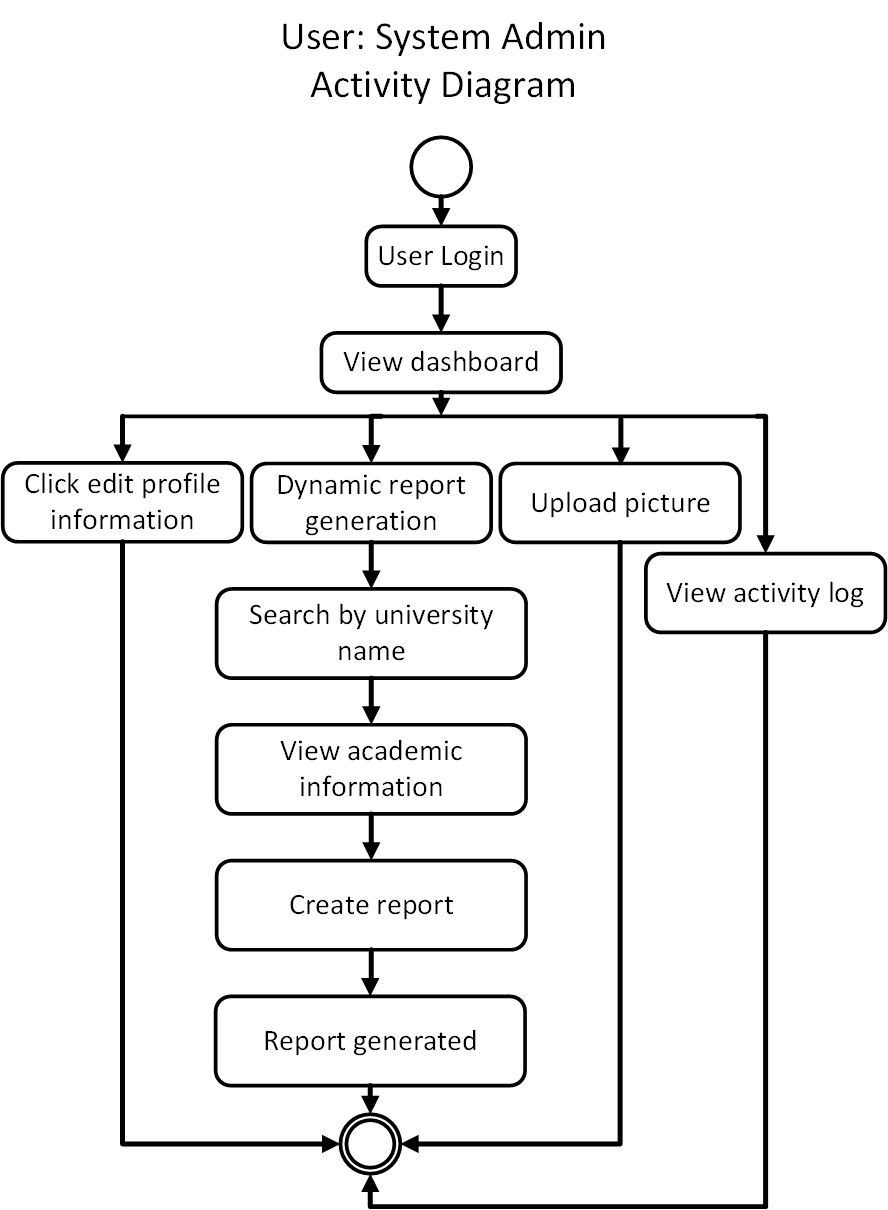 User: System Admin
Activity Diagram
User Login
View dashboard
Click edit profile
information
Dynamic report
generation
Upload picture
View activity log
Search by university
name
View academic
information
Create report
Report generated